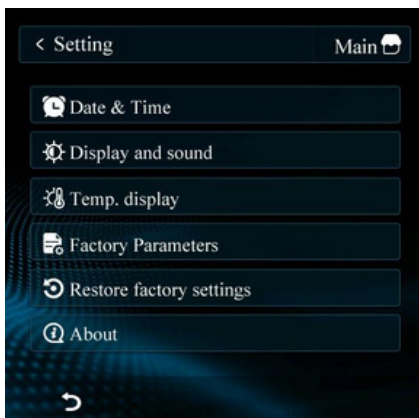 < Setting
Main
Date & Time
Display and sound
Temp. display
Factory Parameters
Restore factory settings
About